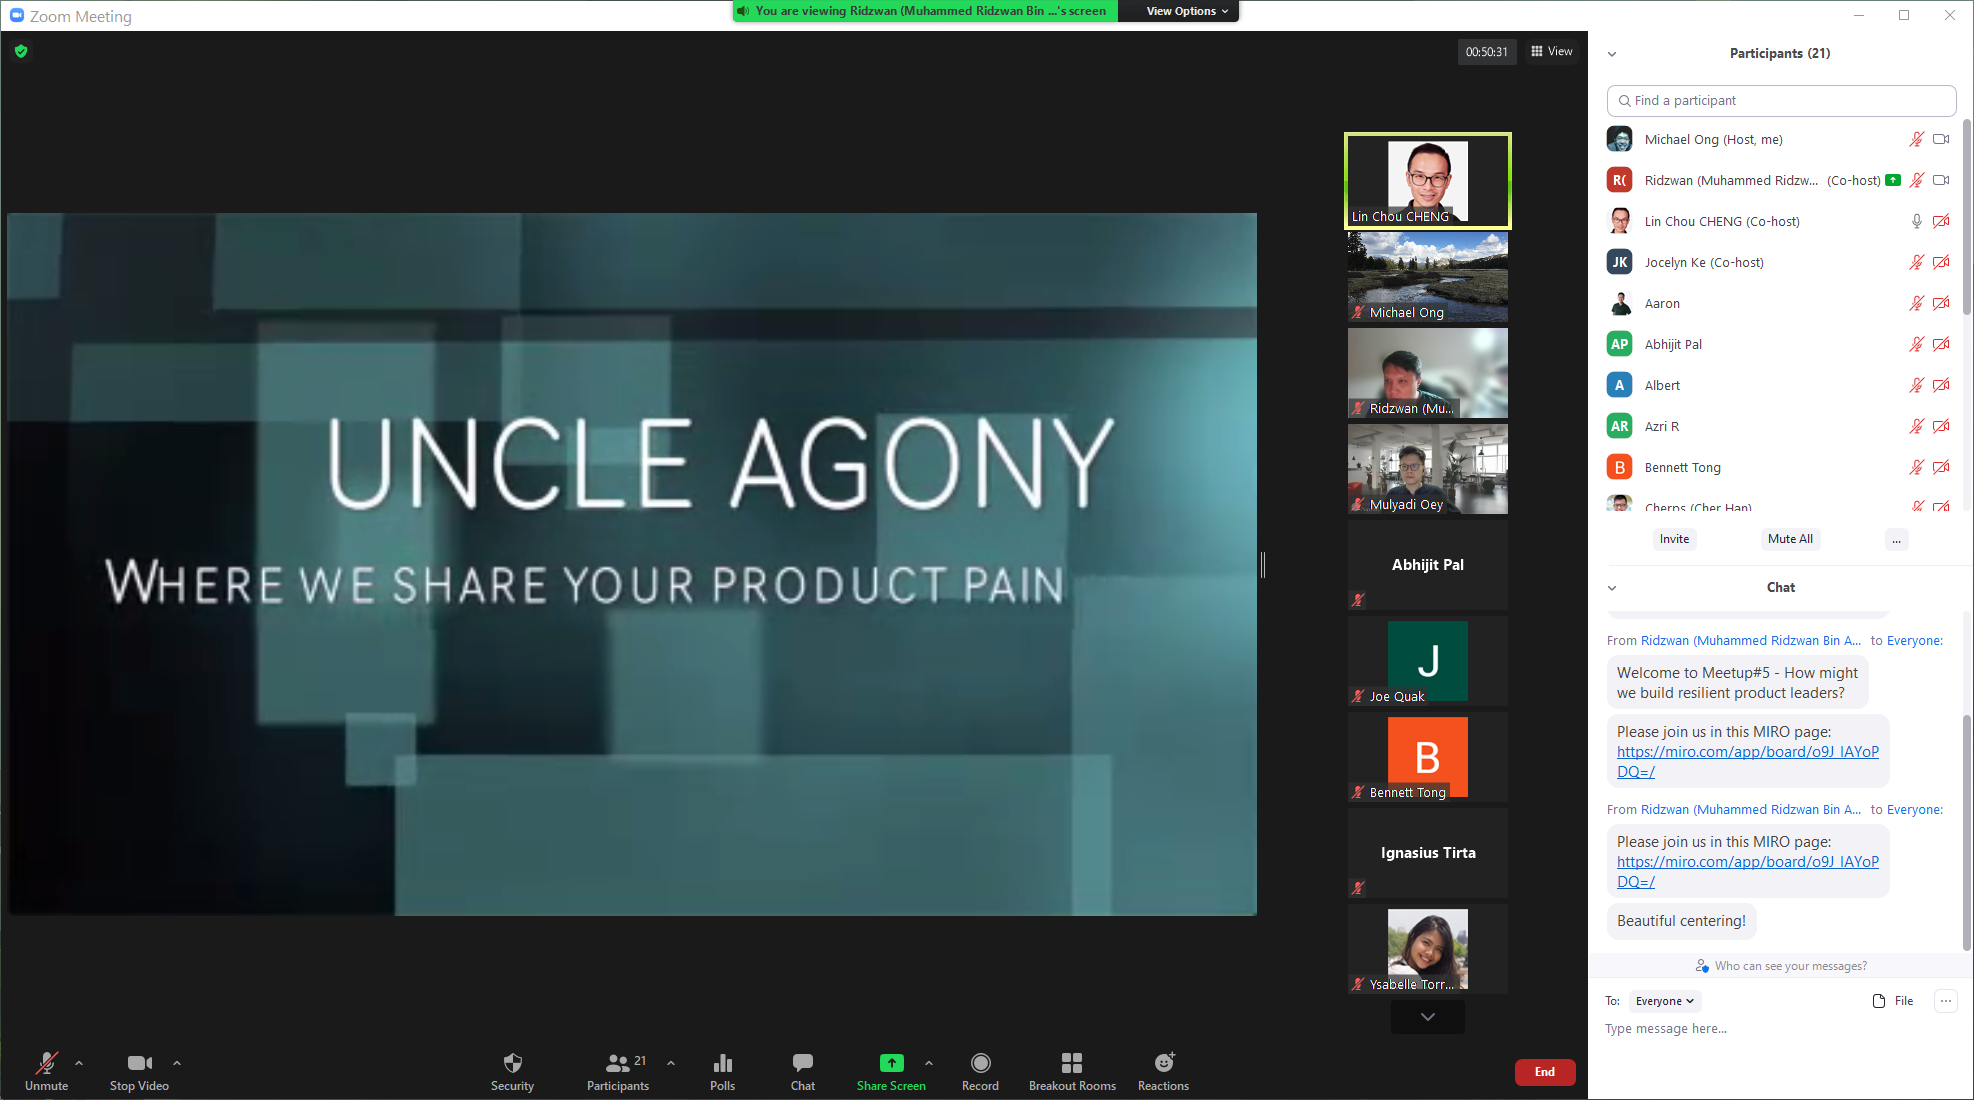 Zoom Meeting
You are viewing Ridzwan (Muhammed Ridzwan Bin ...'s screen
View Options
00:50:31
View
UNCLE AGONY
WHERE WE SHARE YOUR PRODUCT PAIN
Lin Chou CHENG
Michael Ong
Ridzwan (Mu...
Mulyadi Oey
Abhijit Pal
J
Joe Quak
B
Bennett Tong
Ignasius Tirta
Ysabelle Torr...
Participants (21)
Find a participant
Michael Ong (Host, me)
R(
Ridzwan (Muhammed Ridzw... (Co-host)
Lin Chou CHENG (Co-host)
JK
Jocelyn Ke (Co-host)
Aaron
AP
Abhijit Pal
A
Albert
AR
Azri R
B
Bennett Tong
Cherps (Cher Han)
Invite
Mute All
...
Chat
From Ridzwan (Muhammed Ridzwan Bin A... to Everyone:
Welcome to Meetup#5 - How might
we build resilient product leaders?
Please join us in this MIRO page:
https://miro.com/app/board/o9J_lAYoP
DQ=/
From Ridzwan (Muhammed Ridzwan Bin A... to Everyone:
Please join us in this MIRO page:
https://miro.com/app/board/o9J_lAYoP
DQ=/
Beautiful centering!
Who can see your messages?
To: Everyone
File
...
Type message here...
Unmute
Stop Video
Security
Participants
21
Polls
Chat
Share Screen
Record
Breakout Rooms
Reactions
End